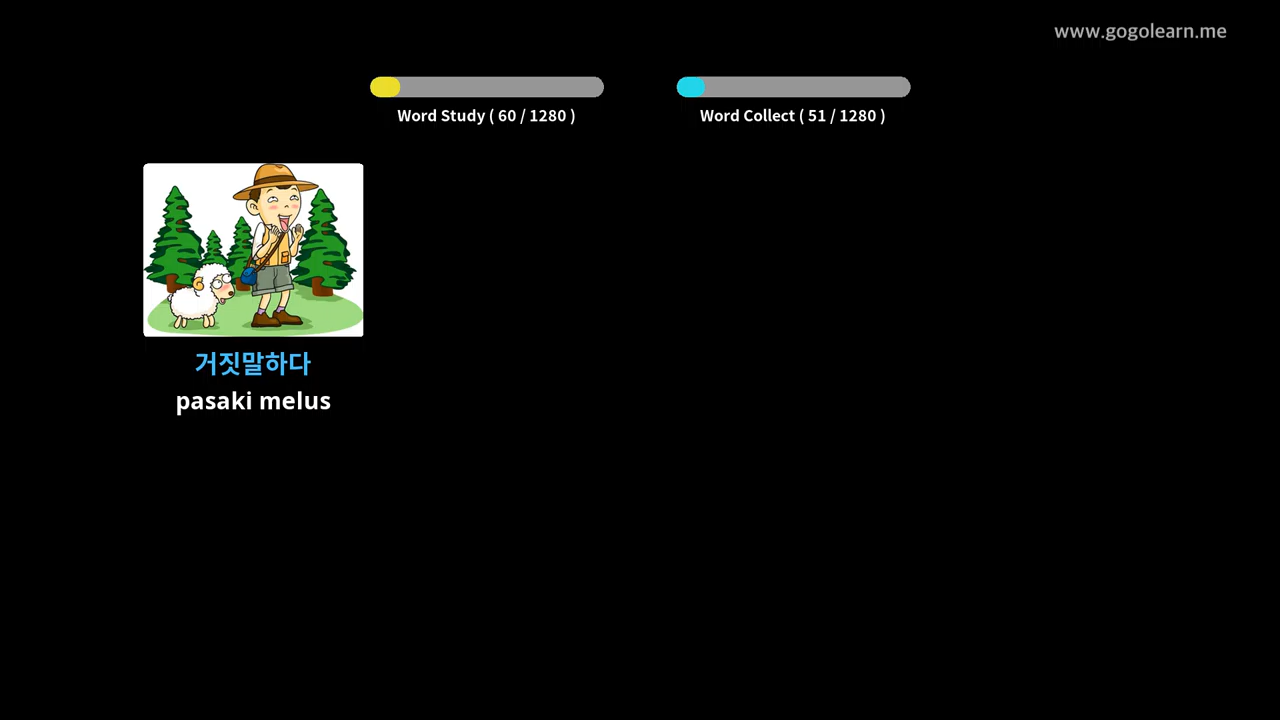 www.gogolearn.me
Word Study ( 60 / 1280 )
Word Collect ( 51 / 1280 )
거짓말하다
pasaki melus